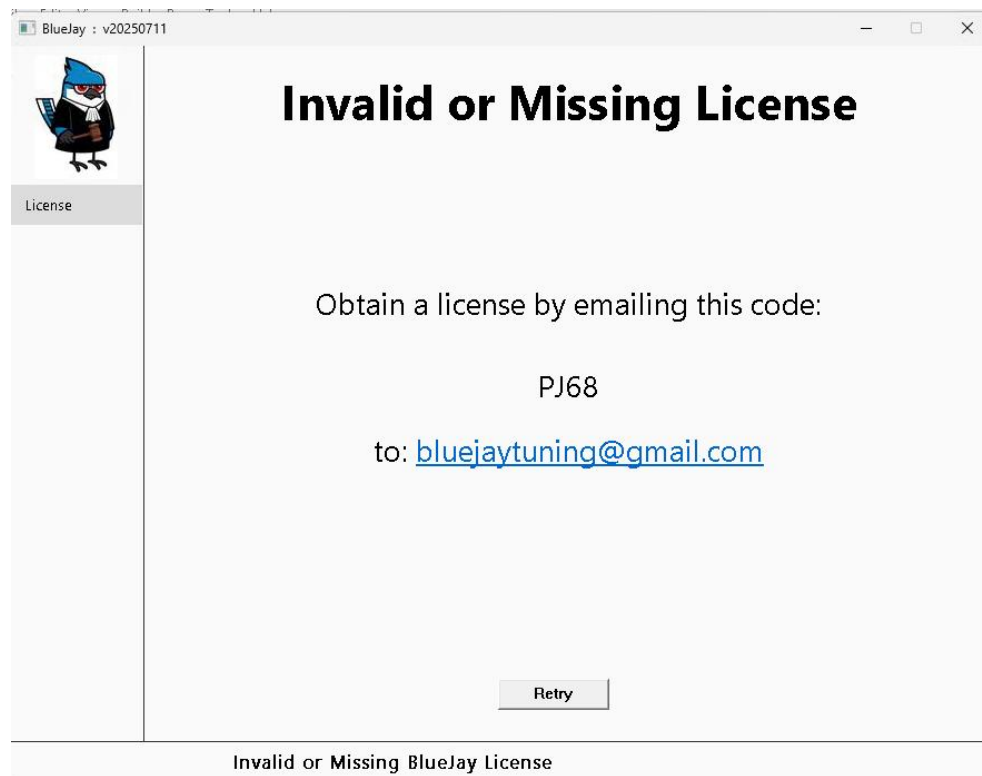 BlueJay : v20250711
Invalid or Missing License
License
Obtain a license by emailing this code:
PJ68
to: bluejaytuning@gmail.com
Retry
Invalid or Missing BlueJay License